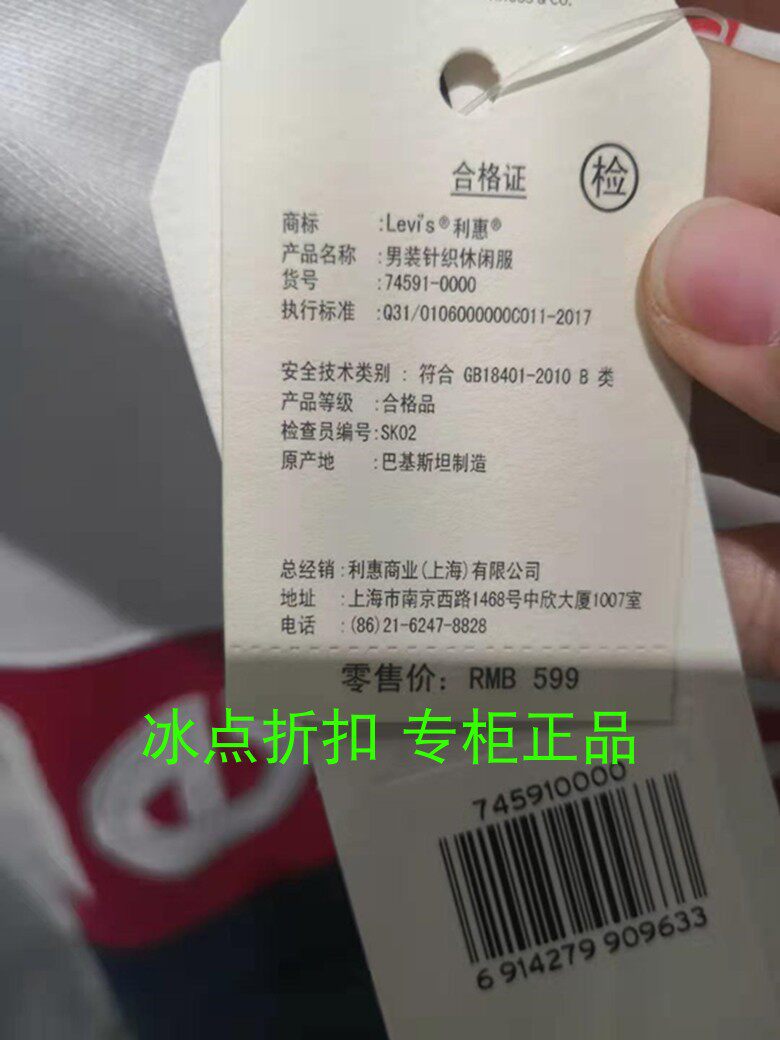 & CO.
合格证
检
商标 :Levi's®利惠®
产品名称 :男装针织休闲服
货号 :74591-0000
执行标准 :Q31/0106000000C011-2017
安全技术类别 : 符合 GB18401-2010 B 类
产品等级 :合格品
检查员编号:SK02
原产地 :巴基斯坦制造
总经销:利惠商业(上海)有限公司
地址 :上海市南京西路1468号中欣大厦1007室
电话 :(86)21-6247-8828
零售价: RMB 599
冰点折扣 专柜正品
745910000
6 914279 909633